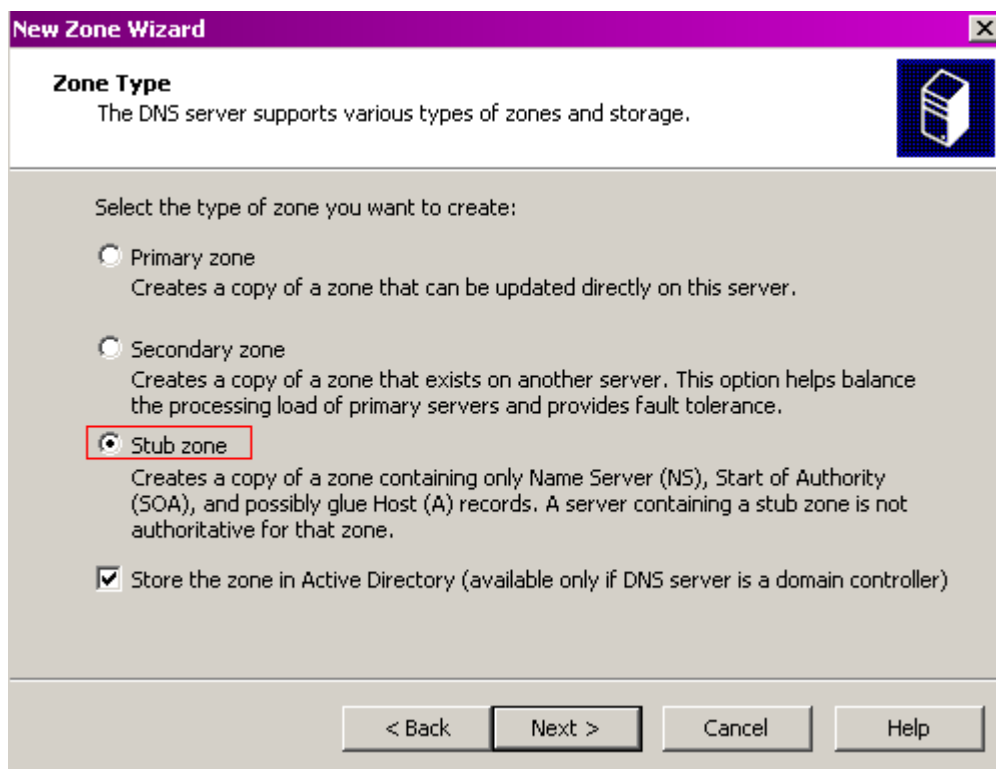 New Zone Wizard
Zone Type
The DNS server supports various types of zones and storage.
Select the type of zone you want to create:
Primary zone
Creates a copy of a zone that can be updated directly on this server.
Secondary zone
Creates a copy of a zone that exists on another server. This option helps balance
the processing load of primary servers and provides fault tolerance.
Stub zone
Creates a copy of a zone containing only Name Server (NS), Start of Authority
(SOA), and possibly glue Host (A) records. A server containing a stub zone is not
authoritative for that zone.
Store the zone in Active Directory (available only if DNS server is a domain controller)
< Back Next > Cancel Help